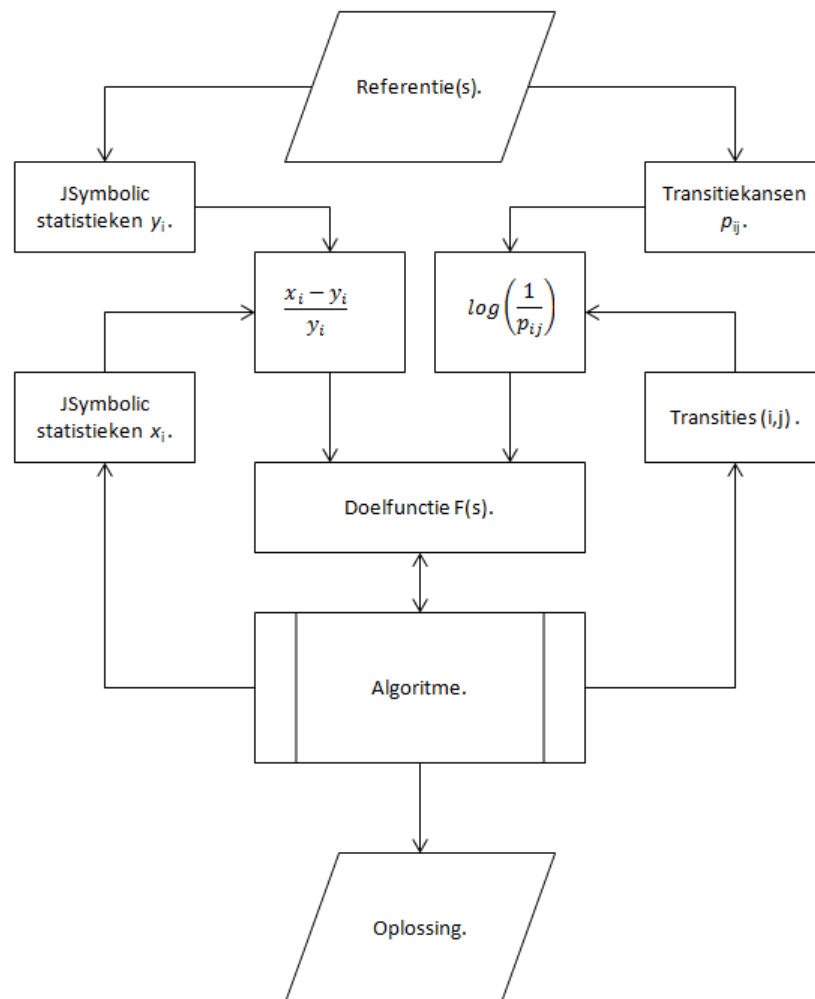 Referentie(s).
JSymbolic
statistieken yᵢ.
Transitiekansen
pᵢⱼ.
xᵢ − yᵢ
yᵢ
log(1/pᵢⱼ)
JSymbolic
statistieken xᵢ.
Transities (i,j) .
Doelfunctie F(s).
Algoritme.
Oplossing.